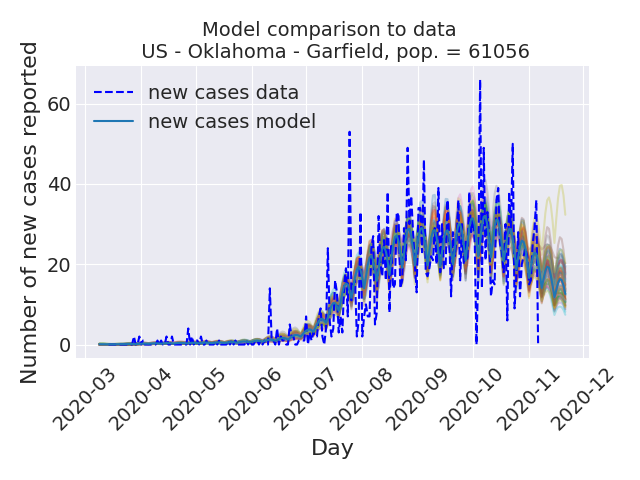 Model comparison to data
US - Oklahoma - Garfield, pop. = 61056
Number of new cases reported
60
40
20
0
new cases data
new cases model
2020-03
2020-04
2020-05
2020-06
2020-07
2020-08
2020-09
2020-10
2020-11
2020-12
Day